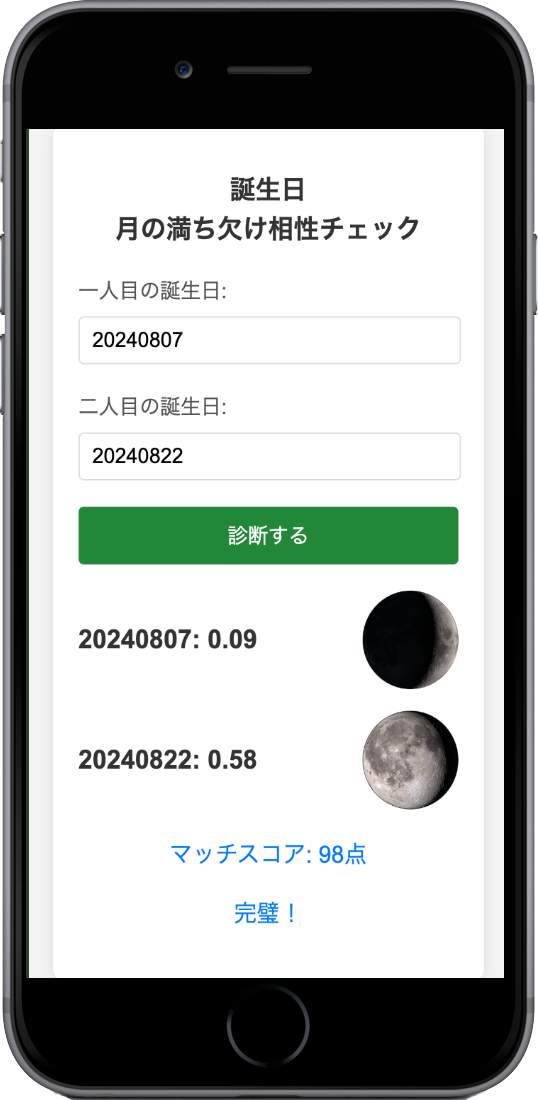 誕生日
月の満ち欠け相性チェック
一人目の誕生日:
20240807
二人目の誕生日:
20240822
診断する
20240807: 0.09
20240822: 0.58
マッチスコア: 98点
完璧！